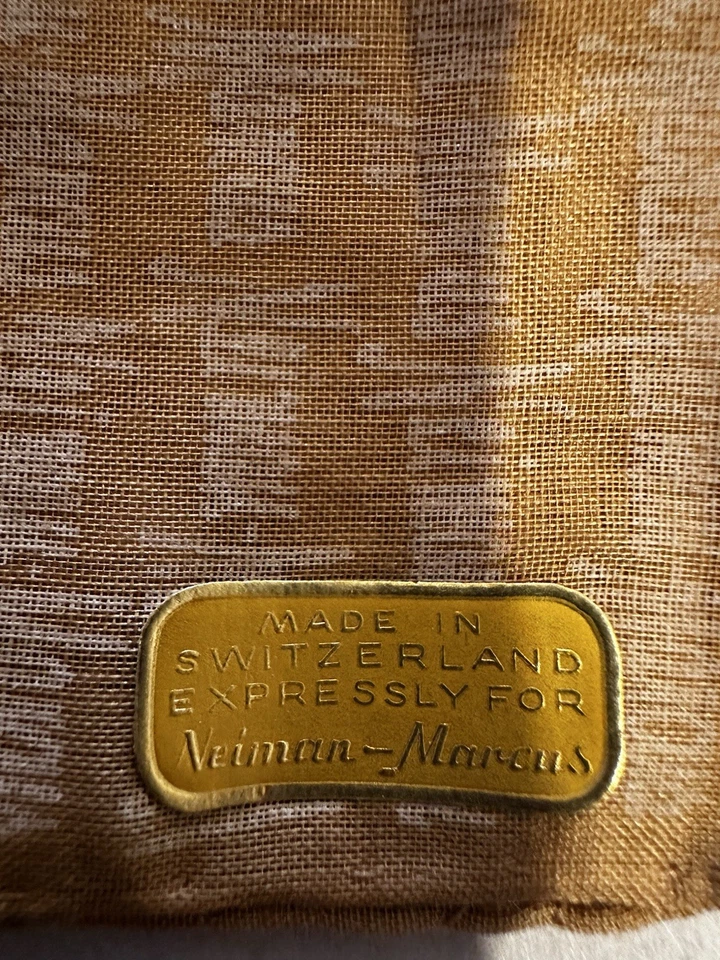 MADE IN
SWITZERLAND
EXPRESSLY FOR
Neiman-Marcus